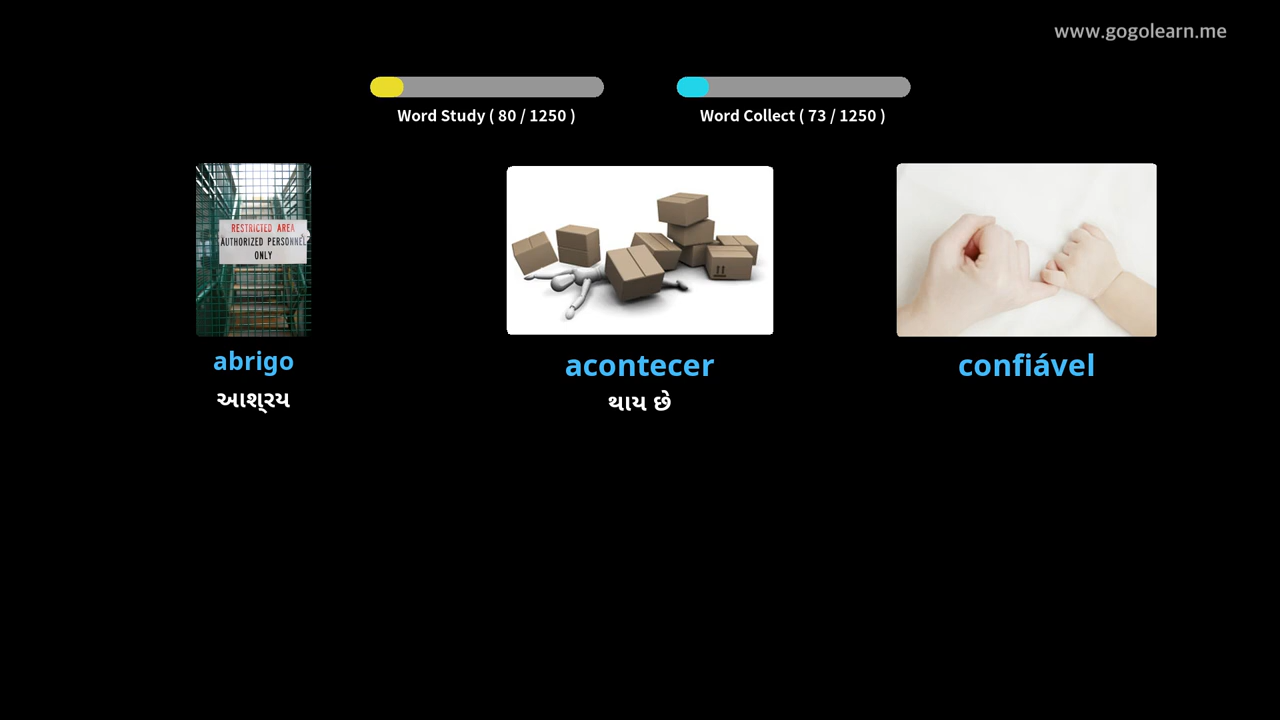 www.gogolearn.me
Word Study ( 80 / 1250 )
Word Collect ( 73 / 1250 )
RESTRICTED AREA
AUTHORIZED PERSONNEL
ONLY
abrigo
આશ્રય
acontecer
થાય છે
confiável